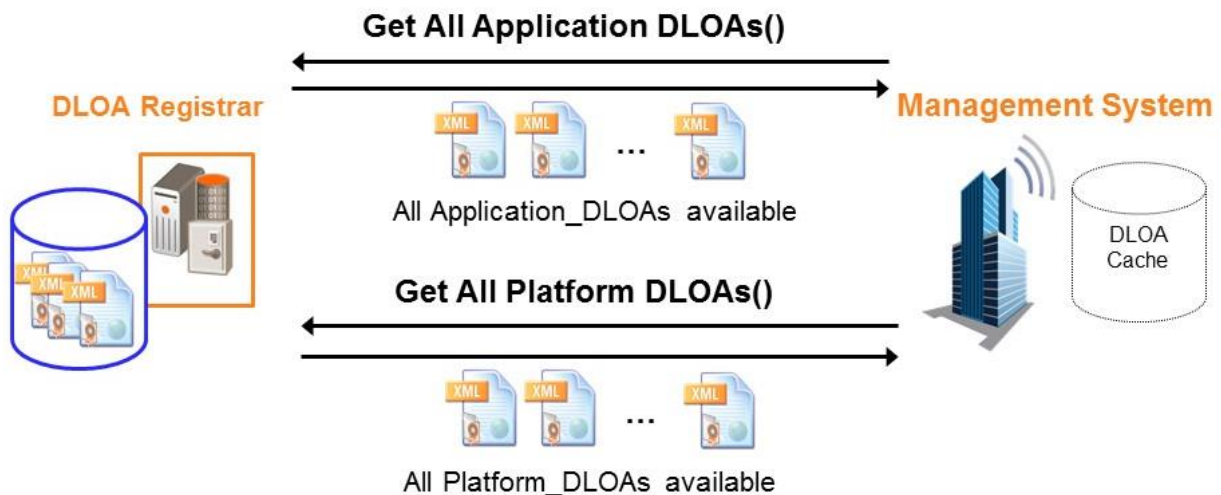 Get All Application DLOAs()
DLOA Registrar
Management System
XML
XML
...
XML
All Application_DLOAs available
DLOA
Cache
XML
XML
XML
Get All Platform DLOAs()
XML
XML
...
XML
All Platform_DLOAs available